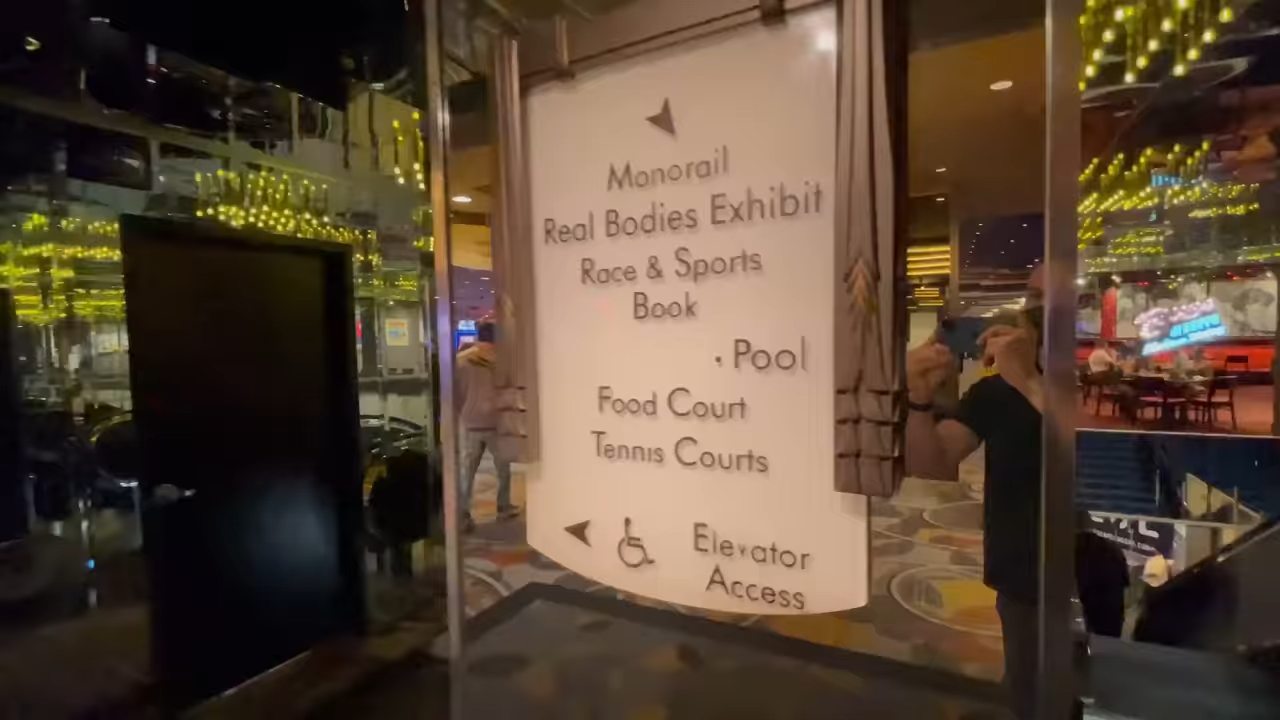 Monorail
Real Bodies Exhibit
Race & Sports
Book
Pool
Food Court
Tennis Courts
Elevator
Access